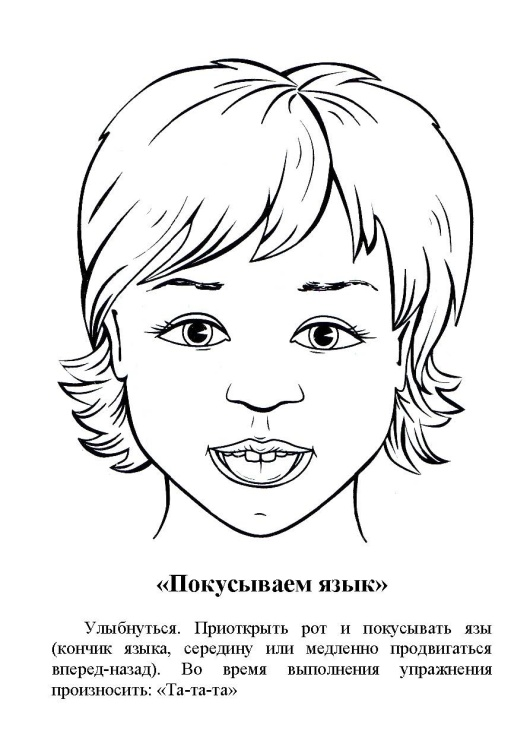 «Покусываем язык»
Улыбнуться. Приоткрыть рот и покусывать язы
(кончик языка, середину или медленно продвигаться
вперед-назад). Во время выполнения упражнения
произносить: «Та-та-та»